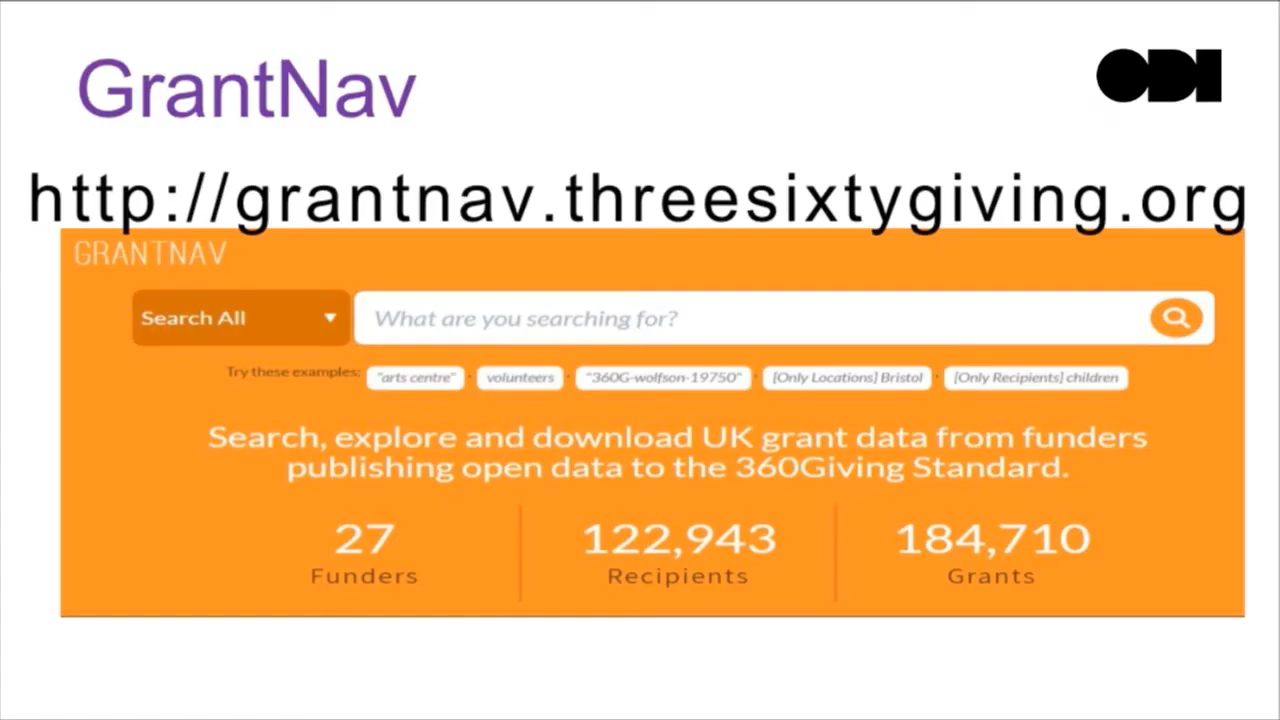 GrantNav
ODI
http://grantnav.threesixtygiving.org
GRANTNAV
Search All
What are you searching for?
Try these examples: "arts centre" · volunteers · "360G-wolfson-19750" · [Only Locations] Bristol · [Only Recipients] children
Search, explore and download UK grant data from funders
publishing open data to the 360Giving Standard.
27 122,943 184,710
Funders Recipients Grants